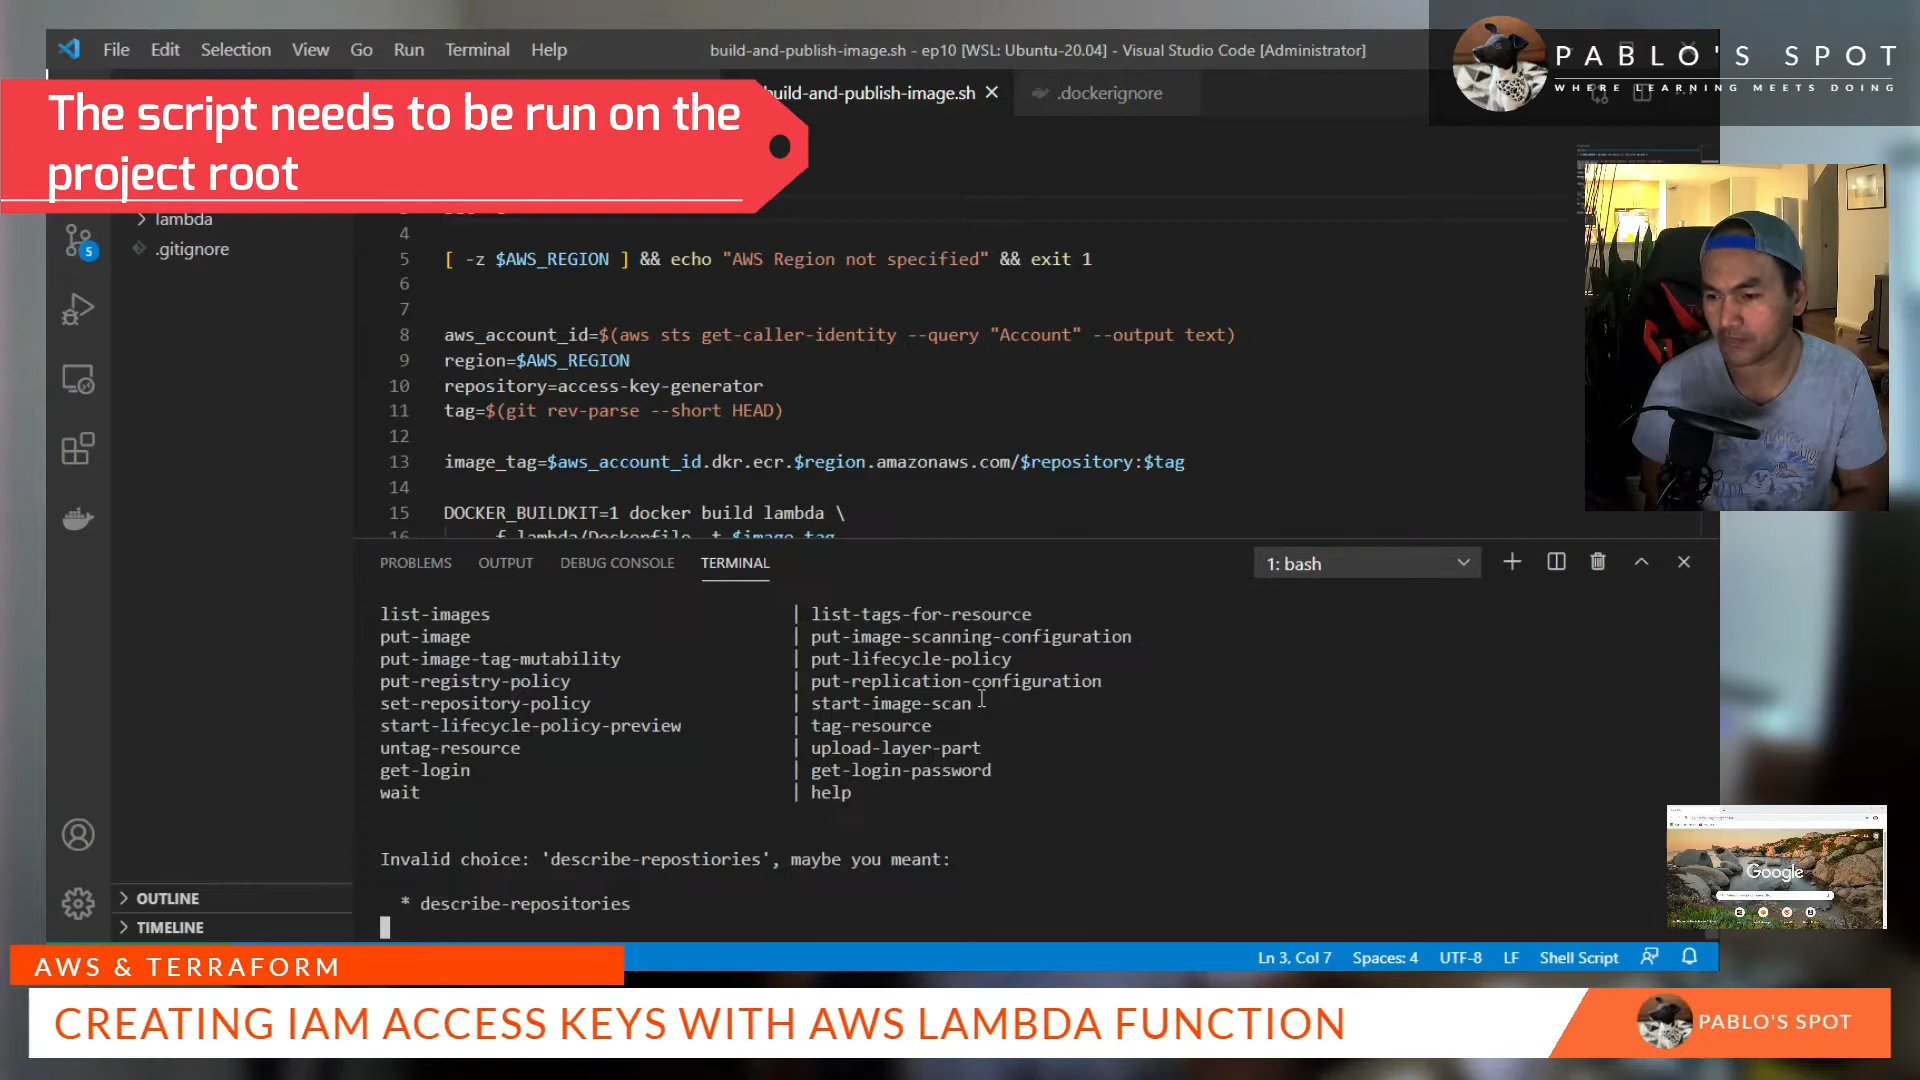 File Edit Selection View Go Run Terminal Help
build-and-publish-image.sh - ep10 [WSL: Ubuntu-20.04] - Visual Studio Code [Administrator]
PABLO'S SPOT
WHERE LEARNING MEETS DOING
build-and-publish-image.sh
.dockerignore
The script needs to be run on the
project root
lambda
.gitignore
5
4
5 [ -z $AWS_REGION ] && echo "AWS Region not specified" && exit 1
6
7
8 aws_account_id=$(aws sts get-caller-identity --query "Account" --output text)
9 region=$AWS_REGION
10 repository=access-key-generator
11 tag=$(git rev-parse --short HEAD)
12
13 image_tag=$aws_account_id.dkr.ecr.$region.amazonaws.com/$repository:$tag
14
15 DOCKER_BUILDKIT=1 docker build lambda \
16 -f lambda/Dockerfile -t $image_tag
PROBLEMS OUTPUT DEBUG CONSOLE TERMINAL 1: bash
list-images | list-tags-for-resource
put-image | put-image-scanning-configuration
put-image-tag-mutability | put-lifecycle-policy
put-registry-policy | put-replication-configuration
set-repository-policy | start-image-scan
start-lifecycle-policy-preview | tag-resource
untag-resource | upload-layer-part
get-login | get-login-password
wait | help
Invalid choice: 'describe-repostiories', maybe you meant:
* describe-repositories
Google
OUTLINE
TIMELINE
Ln 3, Col 7 Spaces: 4 UTF-8 LF Shell Script
AWS & TERRAFORM
CREATING IAM ACCESS KEYS WITH AWS LAMBDA FUNCTION
PABLO'S SPOT